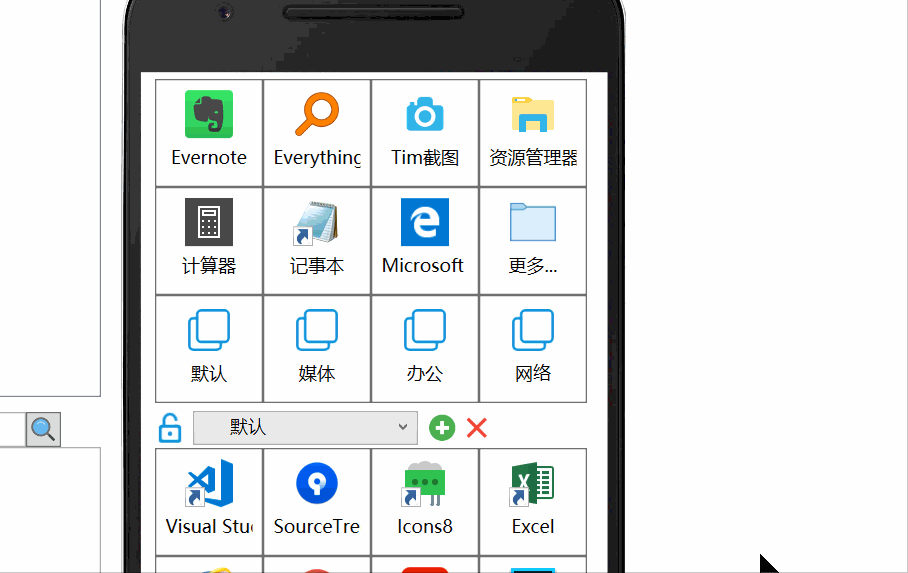 Evernote
Everything
Tim截图
资源管理器
计算器
记事本
Microsoft
更多...
默认
媒体
办公
网络
默认
Visual Stu
SourceTre
Icons8
Excel